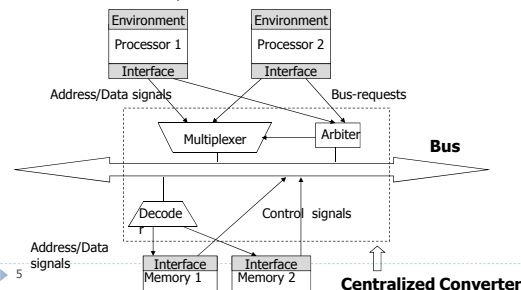 Environment
Environment
Processor 1
Processor 2
Interface
Interface
Address/Data signals
Bus-requests
Multiplexer
Arbiter
Bus
Decode
r
Control signals
Address/Data
signals
Interface
Interface
Memory 1
Memory 2
5
Centralized Converter